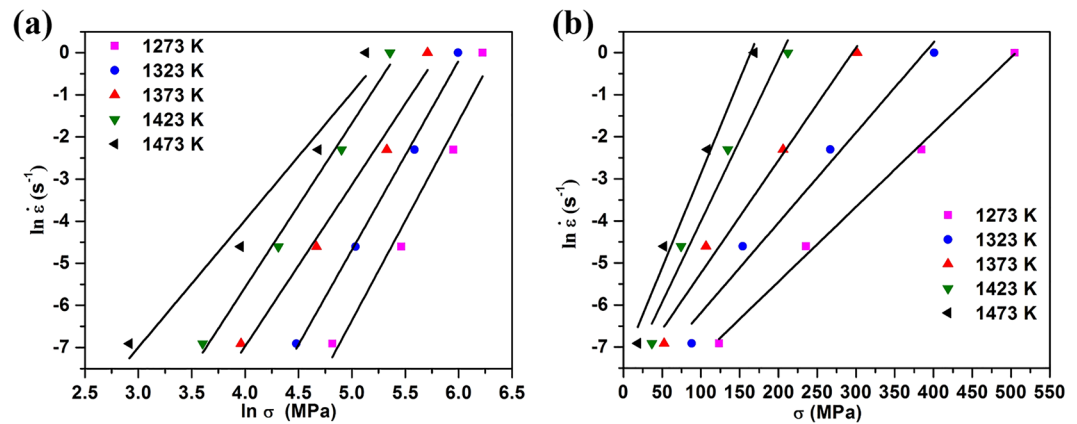 (a)
1273 K
1323 K
1373 K
1423 K
1473 K
0
-1
-2
-3
-4
-5
-6
-7
ln ε̇ (s⁻¹)
2.5 3.0 3.5 4.0 4.5 5.0 5.5 6.0 6.5
ln σ (MPa)
(b)
0
-1
-2
-3
-4
-5
-6
-7
ln ε̇ (s⁻¹)
1273 K
1323 K
1373 K
1423 K
1473 K
0 50 100 150 200 250 300 350 400 450 500 550
σ (MPa)